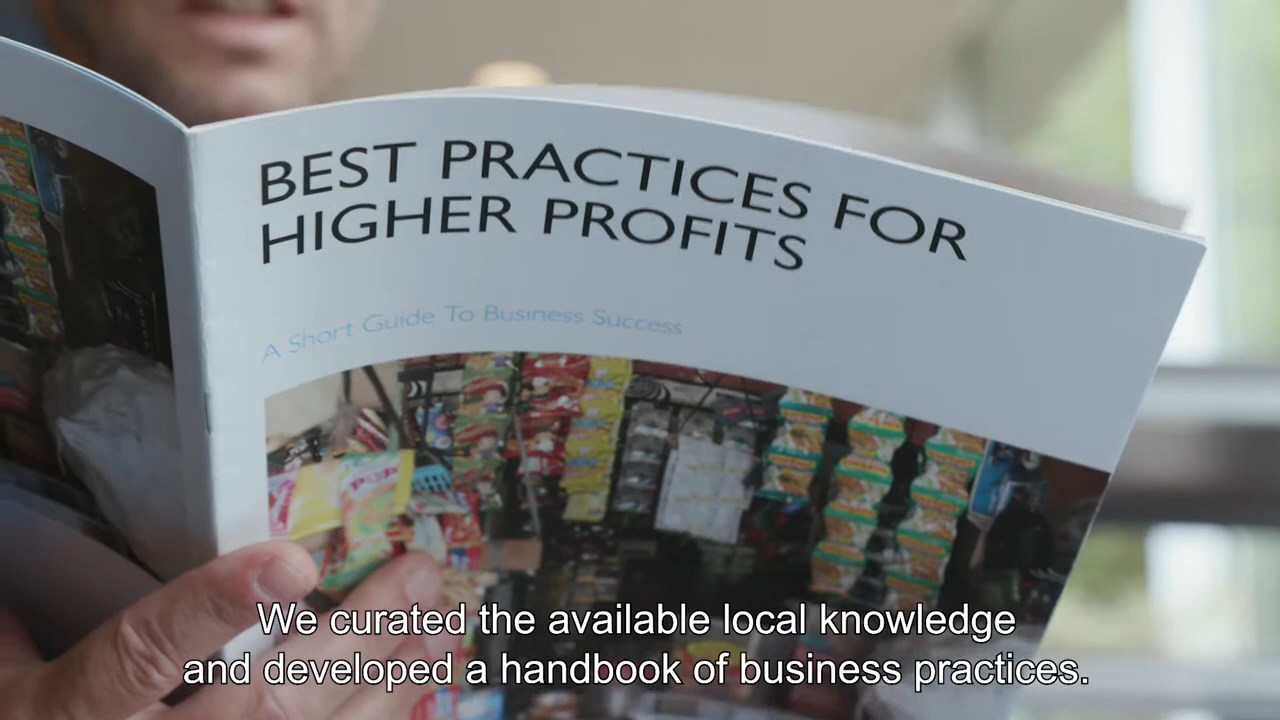 BEST PRACTICES FOR
HIGHER PROFITS
A Short Guide To Business Success
We curated the available local knowledge
and developed a handbook of business practices.